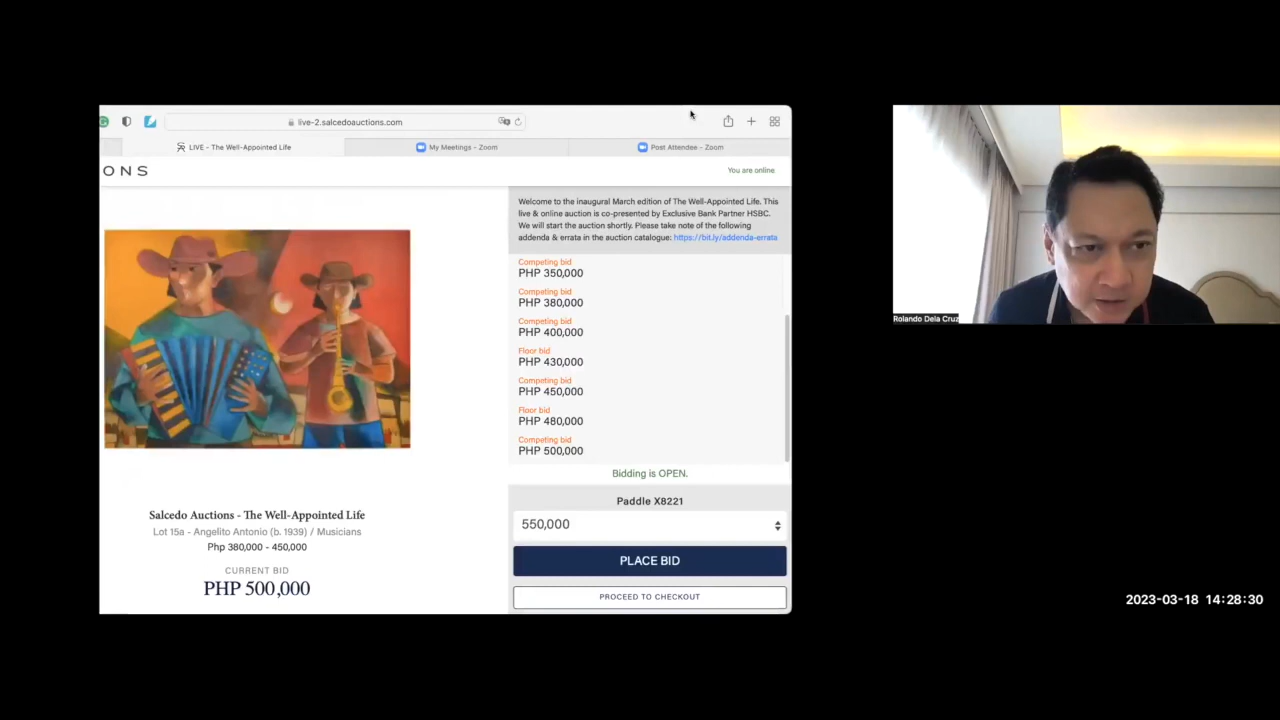 live-2.salcedoauctions.com
LIVE - The Well-Appointed Life
My Meetings - Zoom
Post Attendee - Zoom
ONS
You are online
Welcome to the inaugural March edition of The Well-Appointed Life. This
live & online auction is co-presented by Exclusive Bank Partner HSBC.
We will start the auction shortly. Please take note of the following
addenda & errata in the auction catalogue: https://bit.ly/addenda-errata
Competing bid
PHP 350,000
Competing bid
PHP 380,000
Competing bid
PHP 400,000
Floor bid
PHP 430,000
Competing bid
PHP 450,000
Floor bid
PHP 480,000
Competing bid
PHP 500,000
Bidding is OPEN.
Paddle X8221
550,000
PLACE BID
PROCEED TO CHECKOUT
Salcedo Auctions - The Well-Appointed Life
Lot 15a - Angelito Antonio (b. 1939) / Musicians
Php 380,000 - 450,000
CURRENT BID
PHP 500,000
Rolando Dela Cruz
2023-03-18 14:28:30